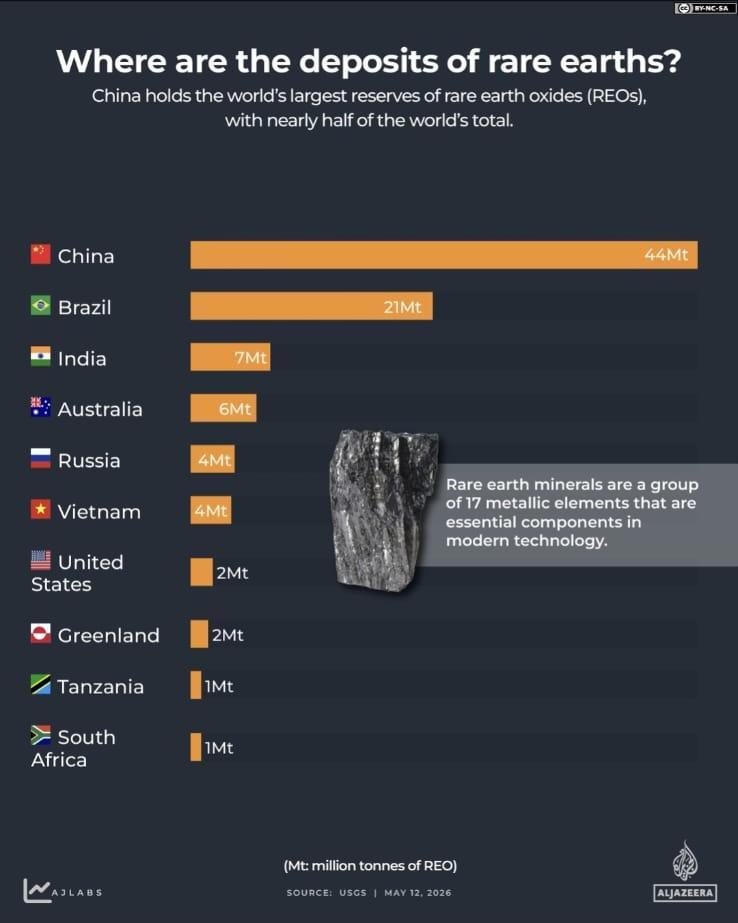 BY-NC-SA
Where are the deposits of rare earths?
China holds the world's largest reserves of rare earth oxides (REOs),
with nearly half of the world's total.
China 44Mt
Brazil 21Mt
India 7Mt
Australia 6Mt
Russia 4Mt
Vietnam 4Mt
United
States 2Mt
Greenland 2Mt
Tanzania 1Mt
South
Africa 1Mt
Rare earth minerals are a group
of 17 metallic elements that are
essential components in
modern technology.
(Mt: million tonnes of REO)
AJLABS
SOURCE: USGS | MAY 12, 2026
ALJAZEERA